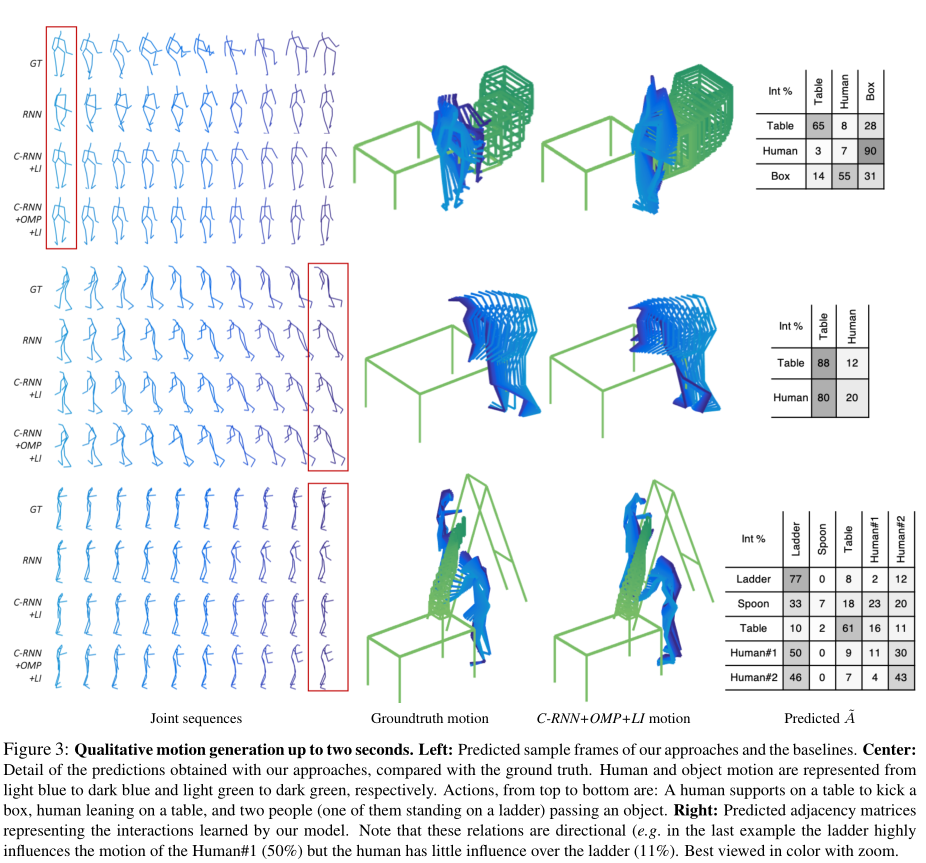 GT
RNN
C-RNN
+LI
C-RNN
+OMP
+LI
Int % Table Human Box
Table 65 8 28
Human 3 7 90
Box 14 55 31
GT
RNN
C-RNN
+LI
C-RNN
+OMP
+LI
Int % Table Human
Table 88 12
Human 80 20
GT
RNN
C-RNN
+LI
C-RNN
+OMP
+LI
Int % Ladder Spoon Table Human#1 Human#2
Ladder 77 0 8 2 12
Spoon 33 7 18 23 20
Table 10 2 61 16 11
Human#1 50 0 9 11 30
Human#2 46 0 7 4 43
Joint sequences Groundtruth motion C-RNN+OMP+LI motion Predicted Ã
Figure 3: Qualitative motion generation up to two seconds. Left: Predicted sample frames of our approaches and the baselines. Center:
Detail of the predictions obtained with our approaches, compared with the ground truth. Human and object motion are represented from
light blue to dark blue and light green to dark green, respectively. Actions, from top to bottom are: A human supports on a table to kick a
box, human leaning on a table, and two people (one of them standing on a ladder) passing an object. Right: Predicted adjacency matrices
representing the interactions learned by our model. Note that these relations are directional (e.g. in the last example the ladder highly
influences the motion of the Human#1 (50%) but the human has little influence over the ladder (11%). Best viewed in color with zoom.